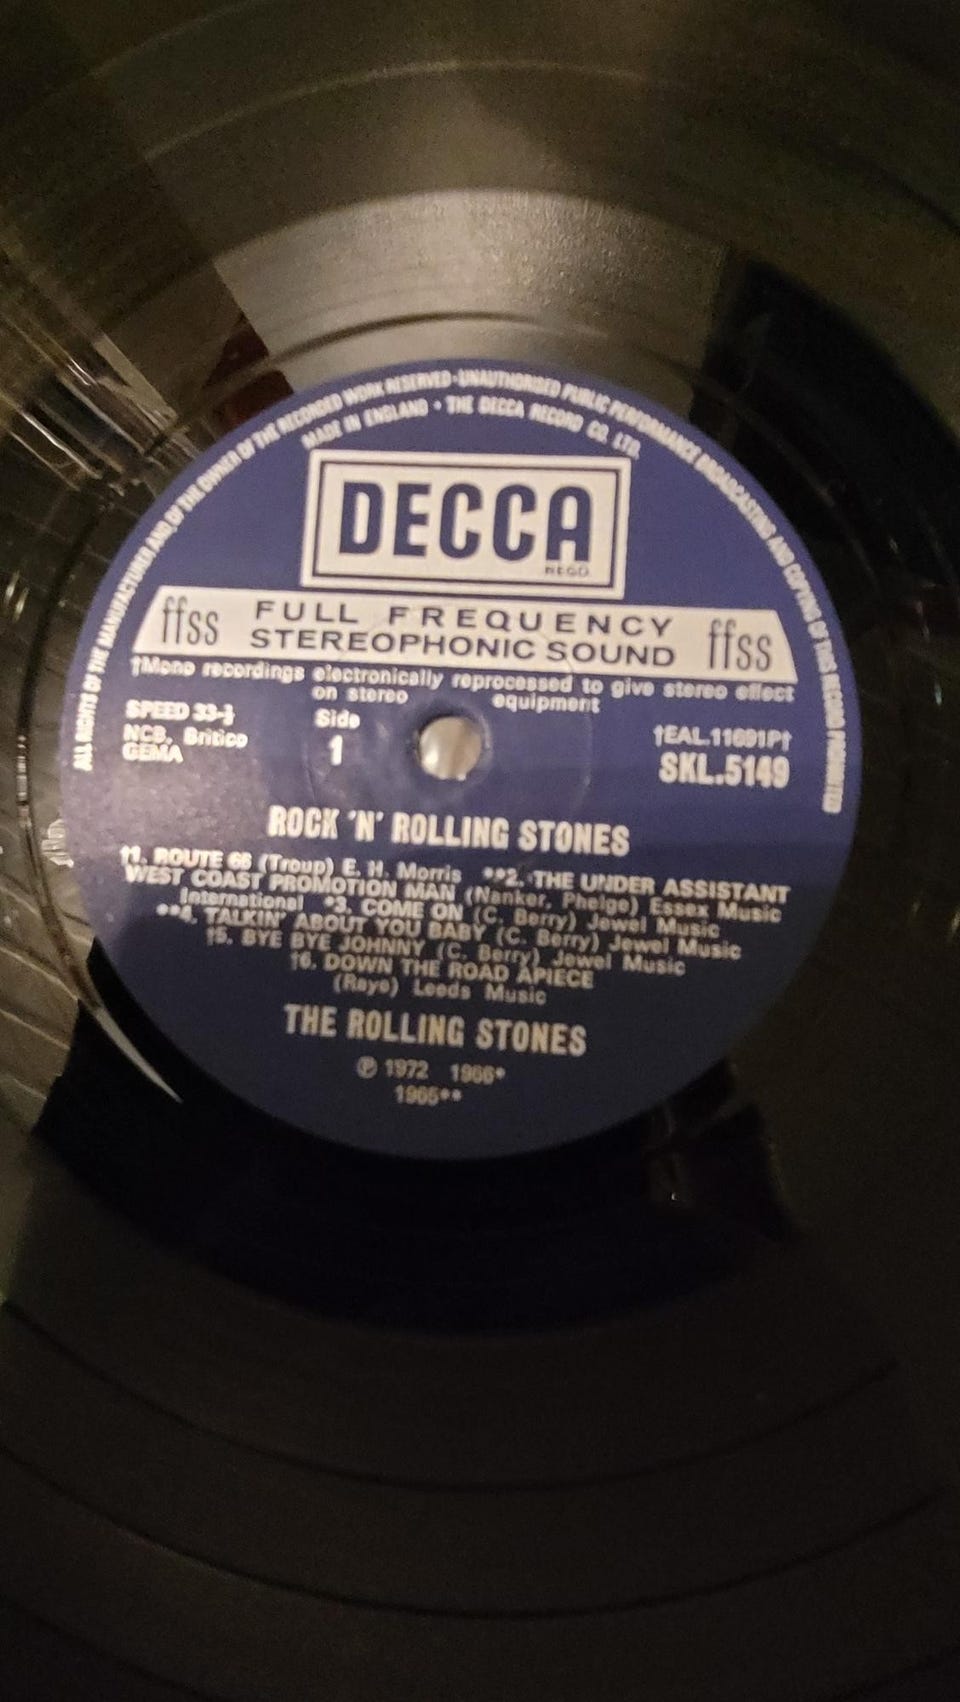 ALL RIGHTS OF THE MANUFACTURER AND OF THE OWNER OF THE RECORDED WORK RESERVED·UNAUTHORISED PUBLIC PERFORMANCE BROADCASTING AND COPYING OF THIS RECORD PROHIBITED
MADE IN ENGLAND · THE DECCA RECORD CO. LTD.
DECCA
REGD.
ffss FULL FREQUENCY ffss
STEREOPHONIC SOUND
†Mono recordings electronically reprocessed to give stereo effect
on stereo equipment
SPEED 33⅓
NCB, Britico
GEMA
Side
1
†EAL.11691P†
SKL.5149
ROCK 'N' ROLLING STONES
†1. ROUTE 66 (Troup) E. H. Morris **2. THE UNDER ASSISTANT
WEST COAST PROMOTION MAN (Nanker, Phelge) Essex Music
International *3. COME ON (C. Berry) Jewel Music
**4. TALKIN' ABOUT YOU BABY (C. Berry) Jewel Music
†5. BYE BYE JOHNNY (C. Berry) Jewel Music
†6. DOWN THE ROAD APIECE
(Raye) Leeds Music
THE ROLLING STONES
℗ 1972 1966*
1965**